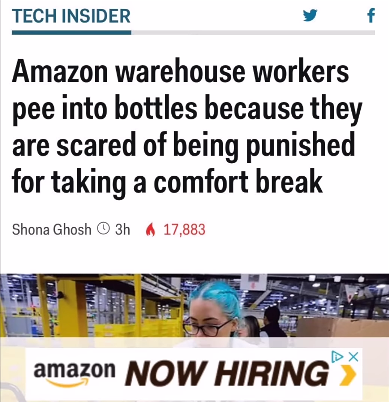 TECH INSIDER
Amazon warehouse workers
pee into bottles because they
are scared of being punished
for taking a comfort break
Shona Ghosh 3h 17,883
amazon NOW HIRING